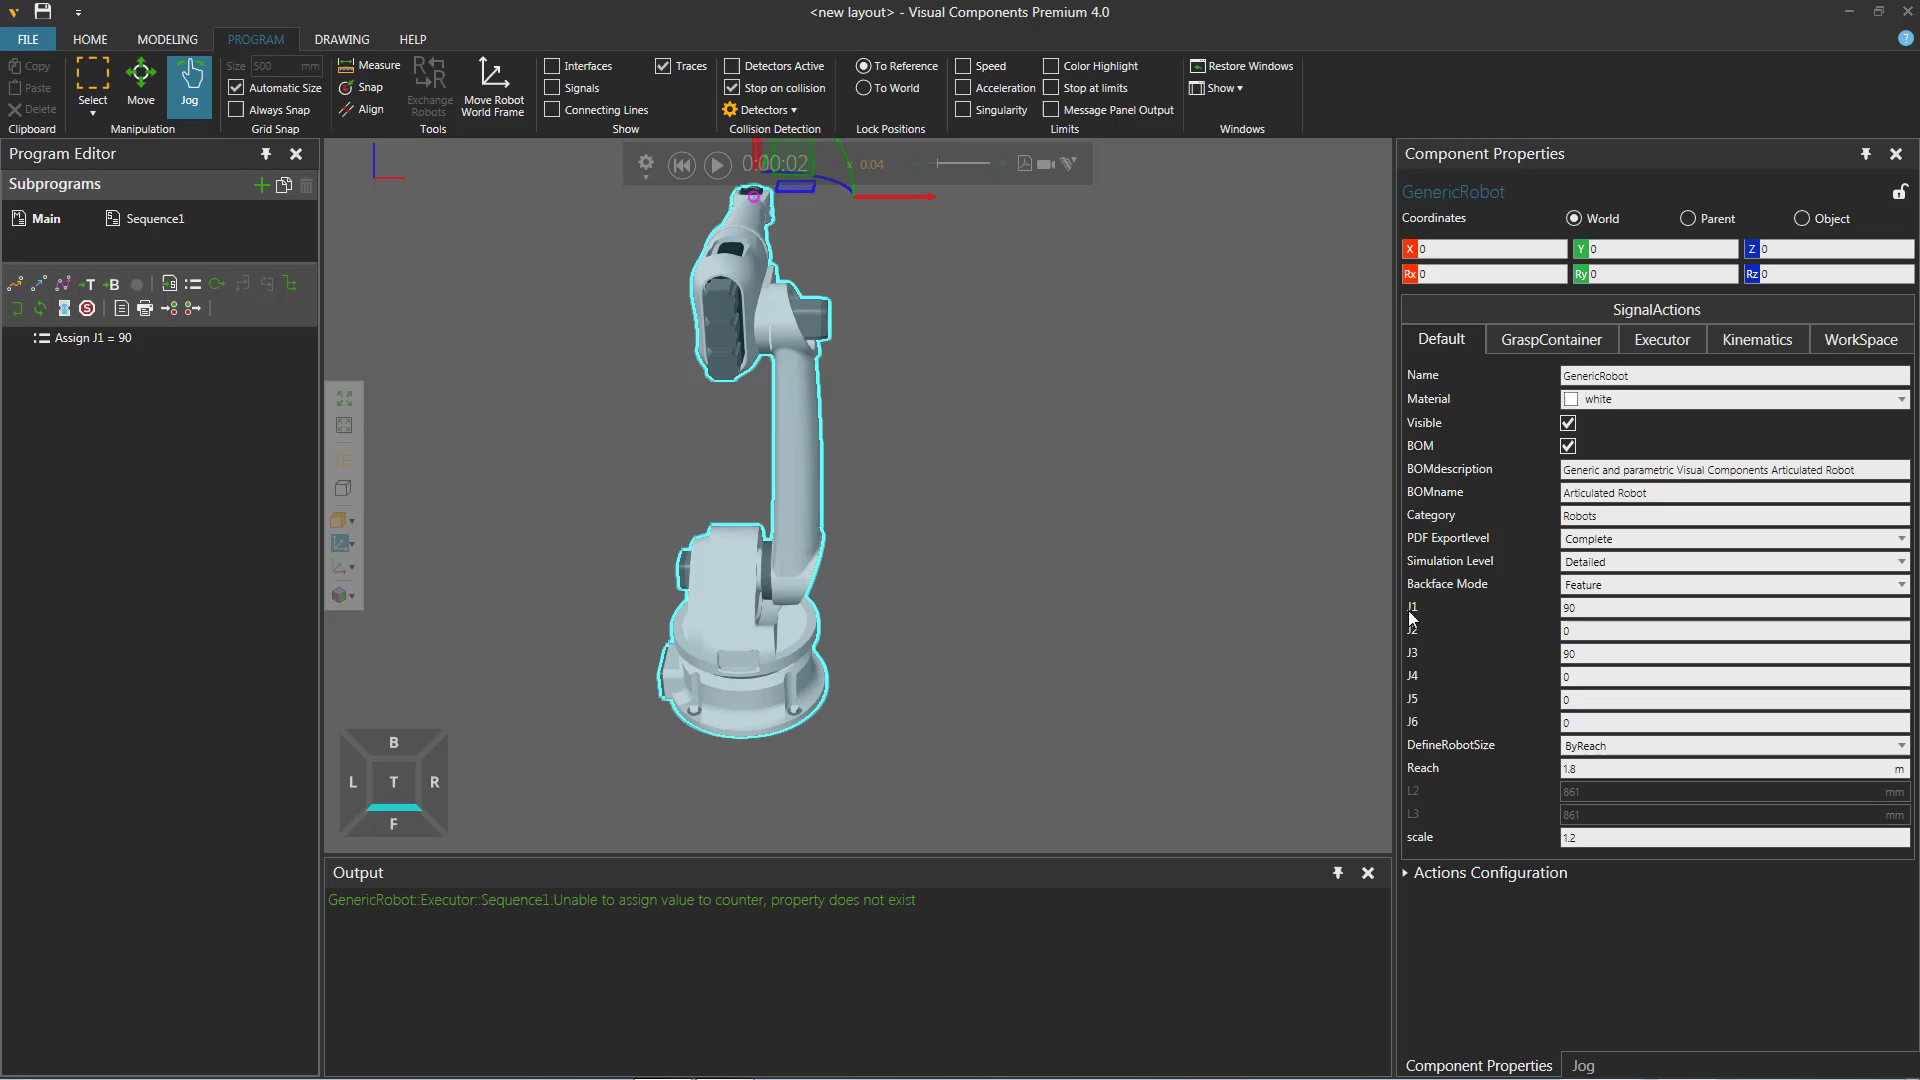 <new layout> - Visual Components Premium 4.0
FILE HOME MODELING PROGRAM DRAWING HELP
Copy
Paste
Delete
Clipboard
Select Move Jog
Manipulation
Size 500 mm
Automatic Size
Always Snap
Grid Snap
Measure
Snap
Align
Exchange Robots
Move Robot World Frame
Tools
Interfaces Traces
Signals
Connecting Lines
Show
Detectors Active
Stop on collision
Detectors
Collision Detection
To Reference
To World
Lock Positions
Speed Color Highlight
Acceleration Stop at limits
Singularity Message Panel Output
Limits
Restore Windows
Show
Windows
Program Editor
Subprograms
Main Sequence1
T B
S
Assign J1 = 90
0:00:02 x 0.04
B
L T R
F
Output
GenericRobot::Executor::Sequence1:Unable to assign value to counter, property does not exist
Component Properties
GenericRobot
Coordinates World Parent Object
X 0 Y 0 Z 0
Rx 0 Ry 0 Rz 0
SignalActions
Default GraspContainer Executor Kinematics WorkSpace
Name GenericRobot
Material white
Visible
BOM
BOMdescription Generic and parametric Visual Components Articulated Robot
BOMname Articulated Robot
Category Robots
PDF Exportlevel Complete
Simulation Level Detailed
Backface Mode Feature
J1 90
J2 0
J3 90
J4 0
J5 0
J6 0
DefineRobotSize ByReach
Reach 1.8 m
L2 861 mm
L3 861 mm
scale 1.2
Actions Configuration
Component Properties Jog